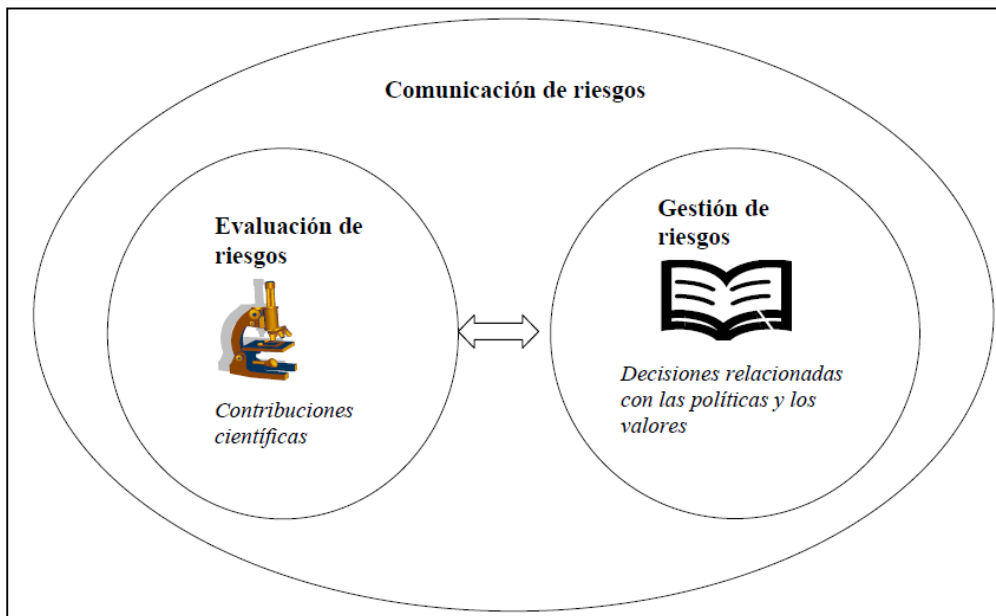 Comunicación de riesgos
Evaluación de
riesgos
Contribuciones
científicas
Gestión de
riesgos
Decisiones relacionadas
con las políticas y los
valores